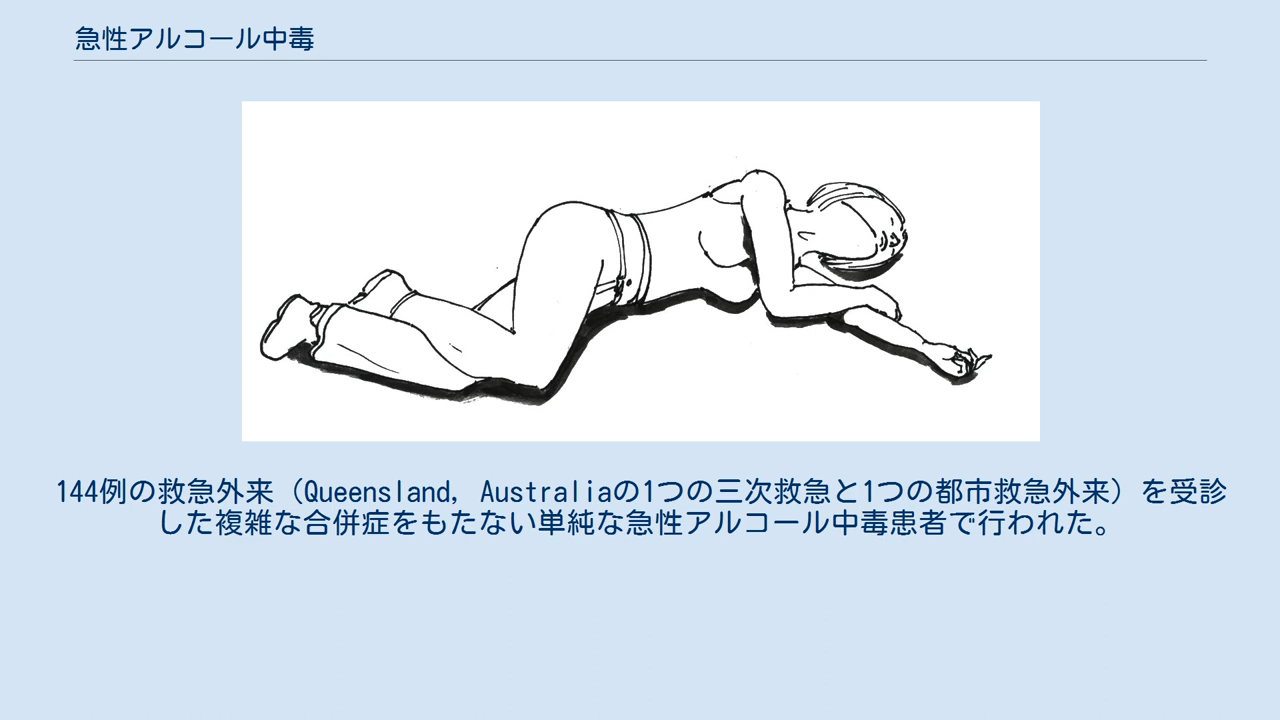 急性アルコール中毒
144例の救急外来（Queensland, Australiaの1つの三次救急と1つの都市救急外来）を受診
した複雑な合併症をもたない単純な急性アルコール中毒患者で行われた。